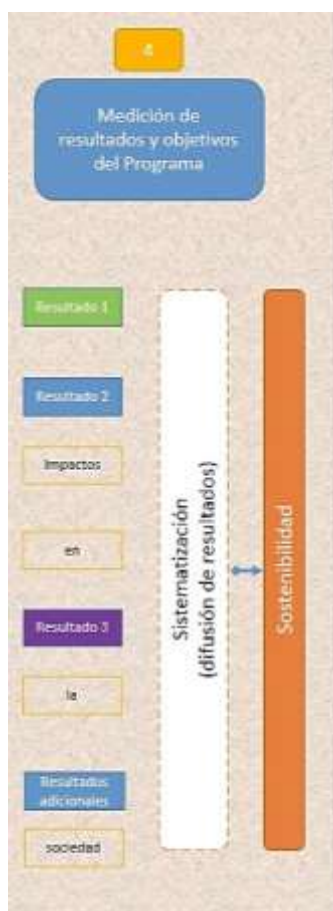 4
Medición de
resultados y objetivos
del Programa
Resultado 1
Resultado 2
Impactos
en
Resultado 3
la
Resultados
adicionales
sociedad
Sistematización
(difusión de resultados)
Sostenibilidad